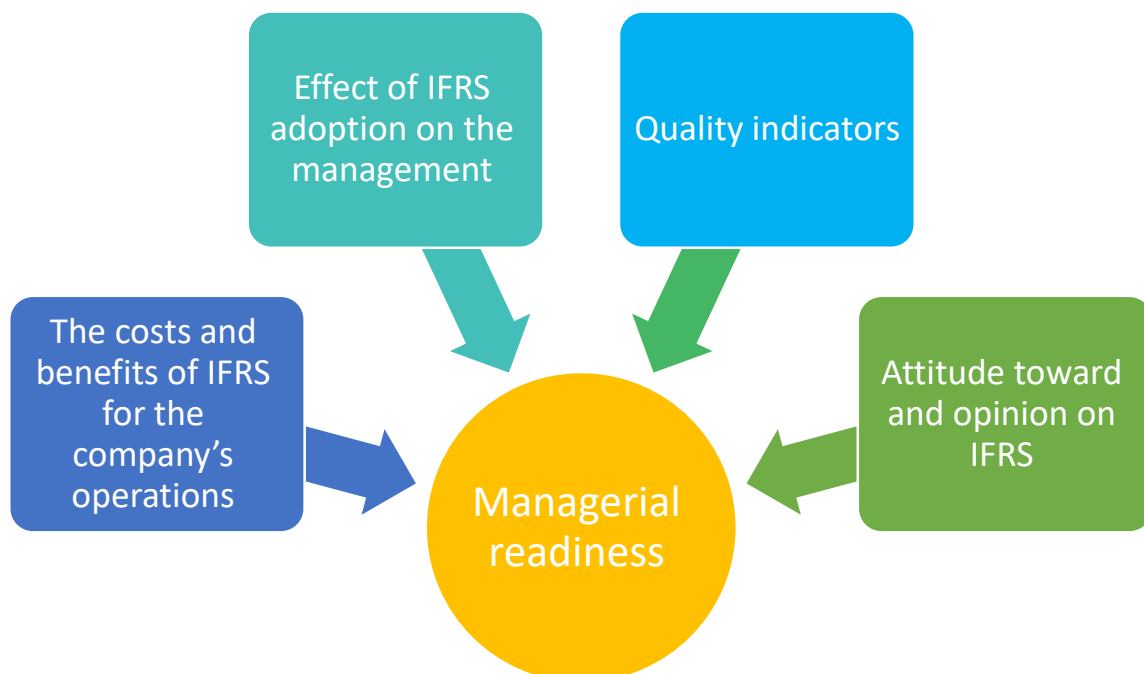 Effect of IFRS
adoption on the
management
Quality indicators
The costs and
benefits of IFRS
for the
company’s
operations
Attitude toward
and opinion on
IFRS
Managerial
readiness